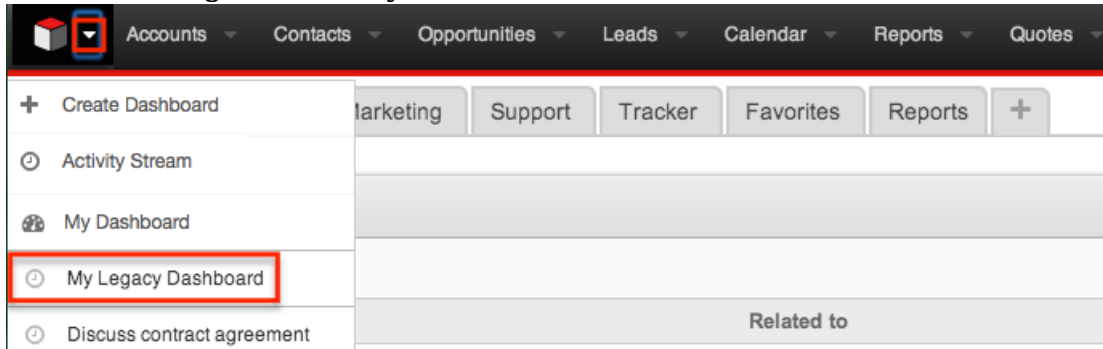 Accounts Contacts Opportunities Leads Calendar Reports Quotes
Create Dashboard
arketing Support Tracker Favorites Reports +
Activity Stream
My Dashboard
My Legacy Dashboard
Related to
Discuss contract agreement